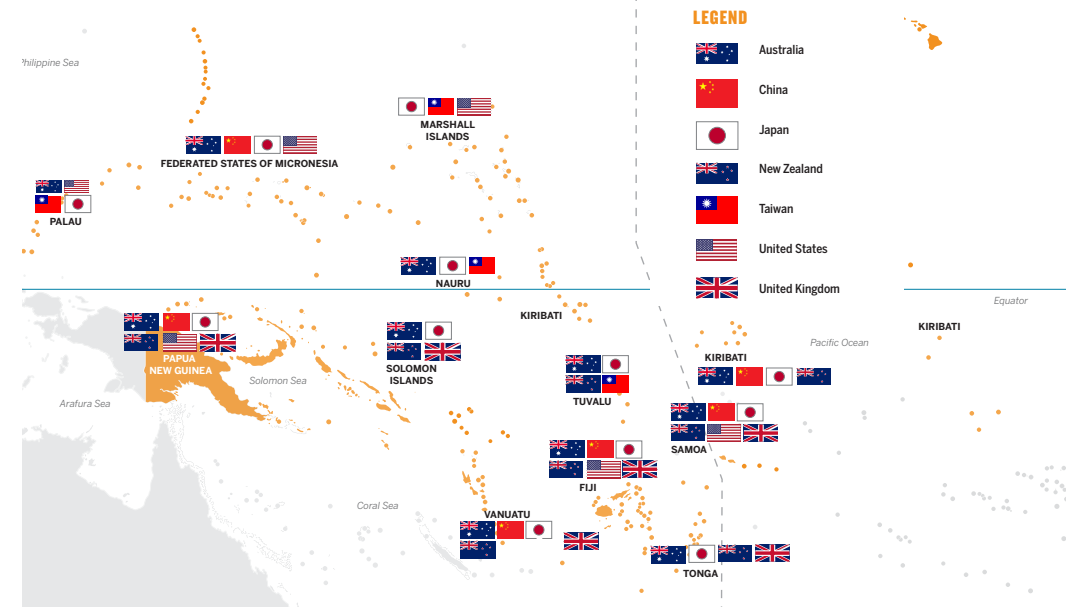 LEGEND
Australia
China
Japan
New Zealand
Taiwan
United States
United Kingdom
Philippine Sea
MARSHALL
ISLANDS
FEDERATED STATES OF MICRONESIA
PALAU
NAURU
KIRIBATI
Equator
KIRIBATI
Pacific Ocean
PAPUA
NEW GUINEA
Solomon Sea
SOLOMON
ISLANDS
KIRIBATI
Arafura Sea
TUVALU
SAMOA
FIJI
Coral Sea
VANUATU
TONGA